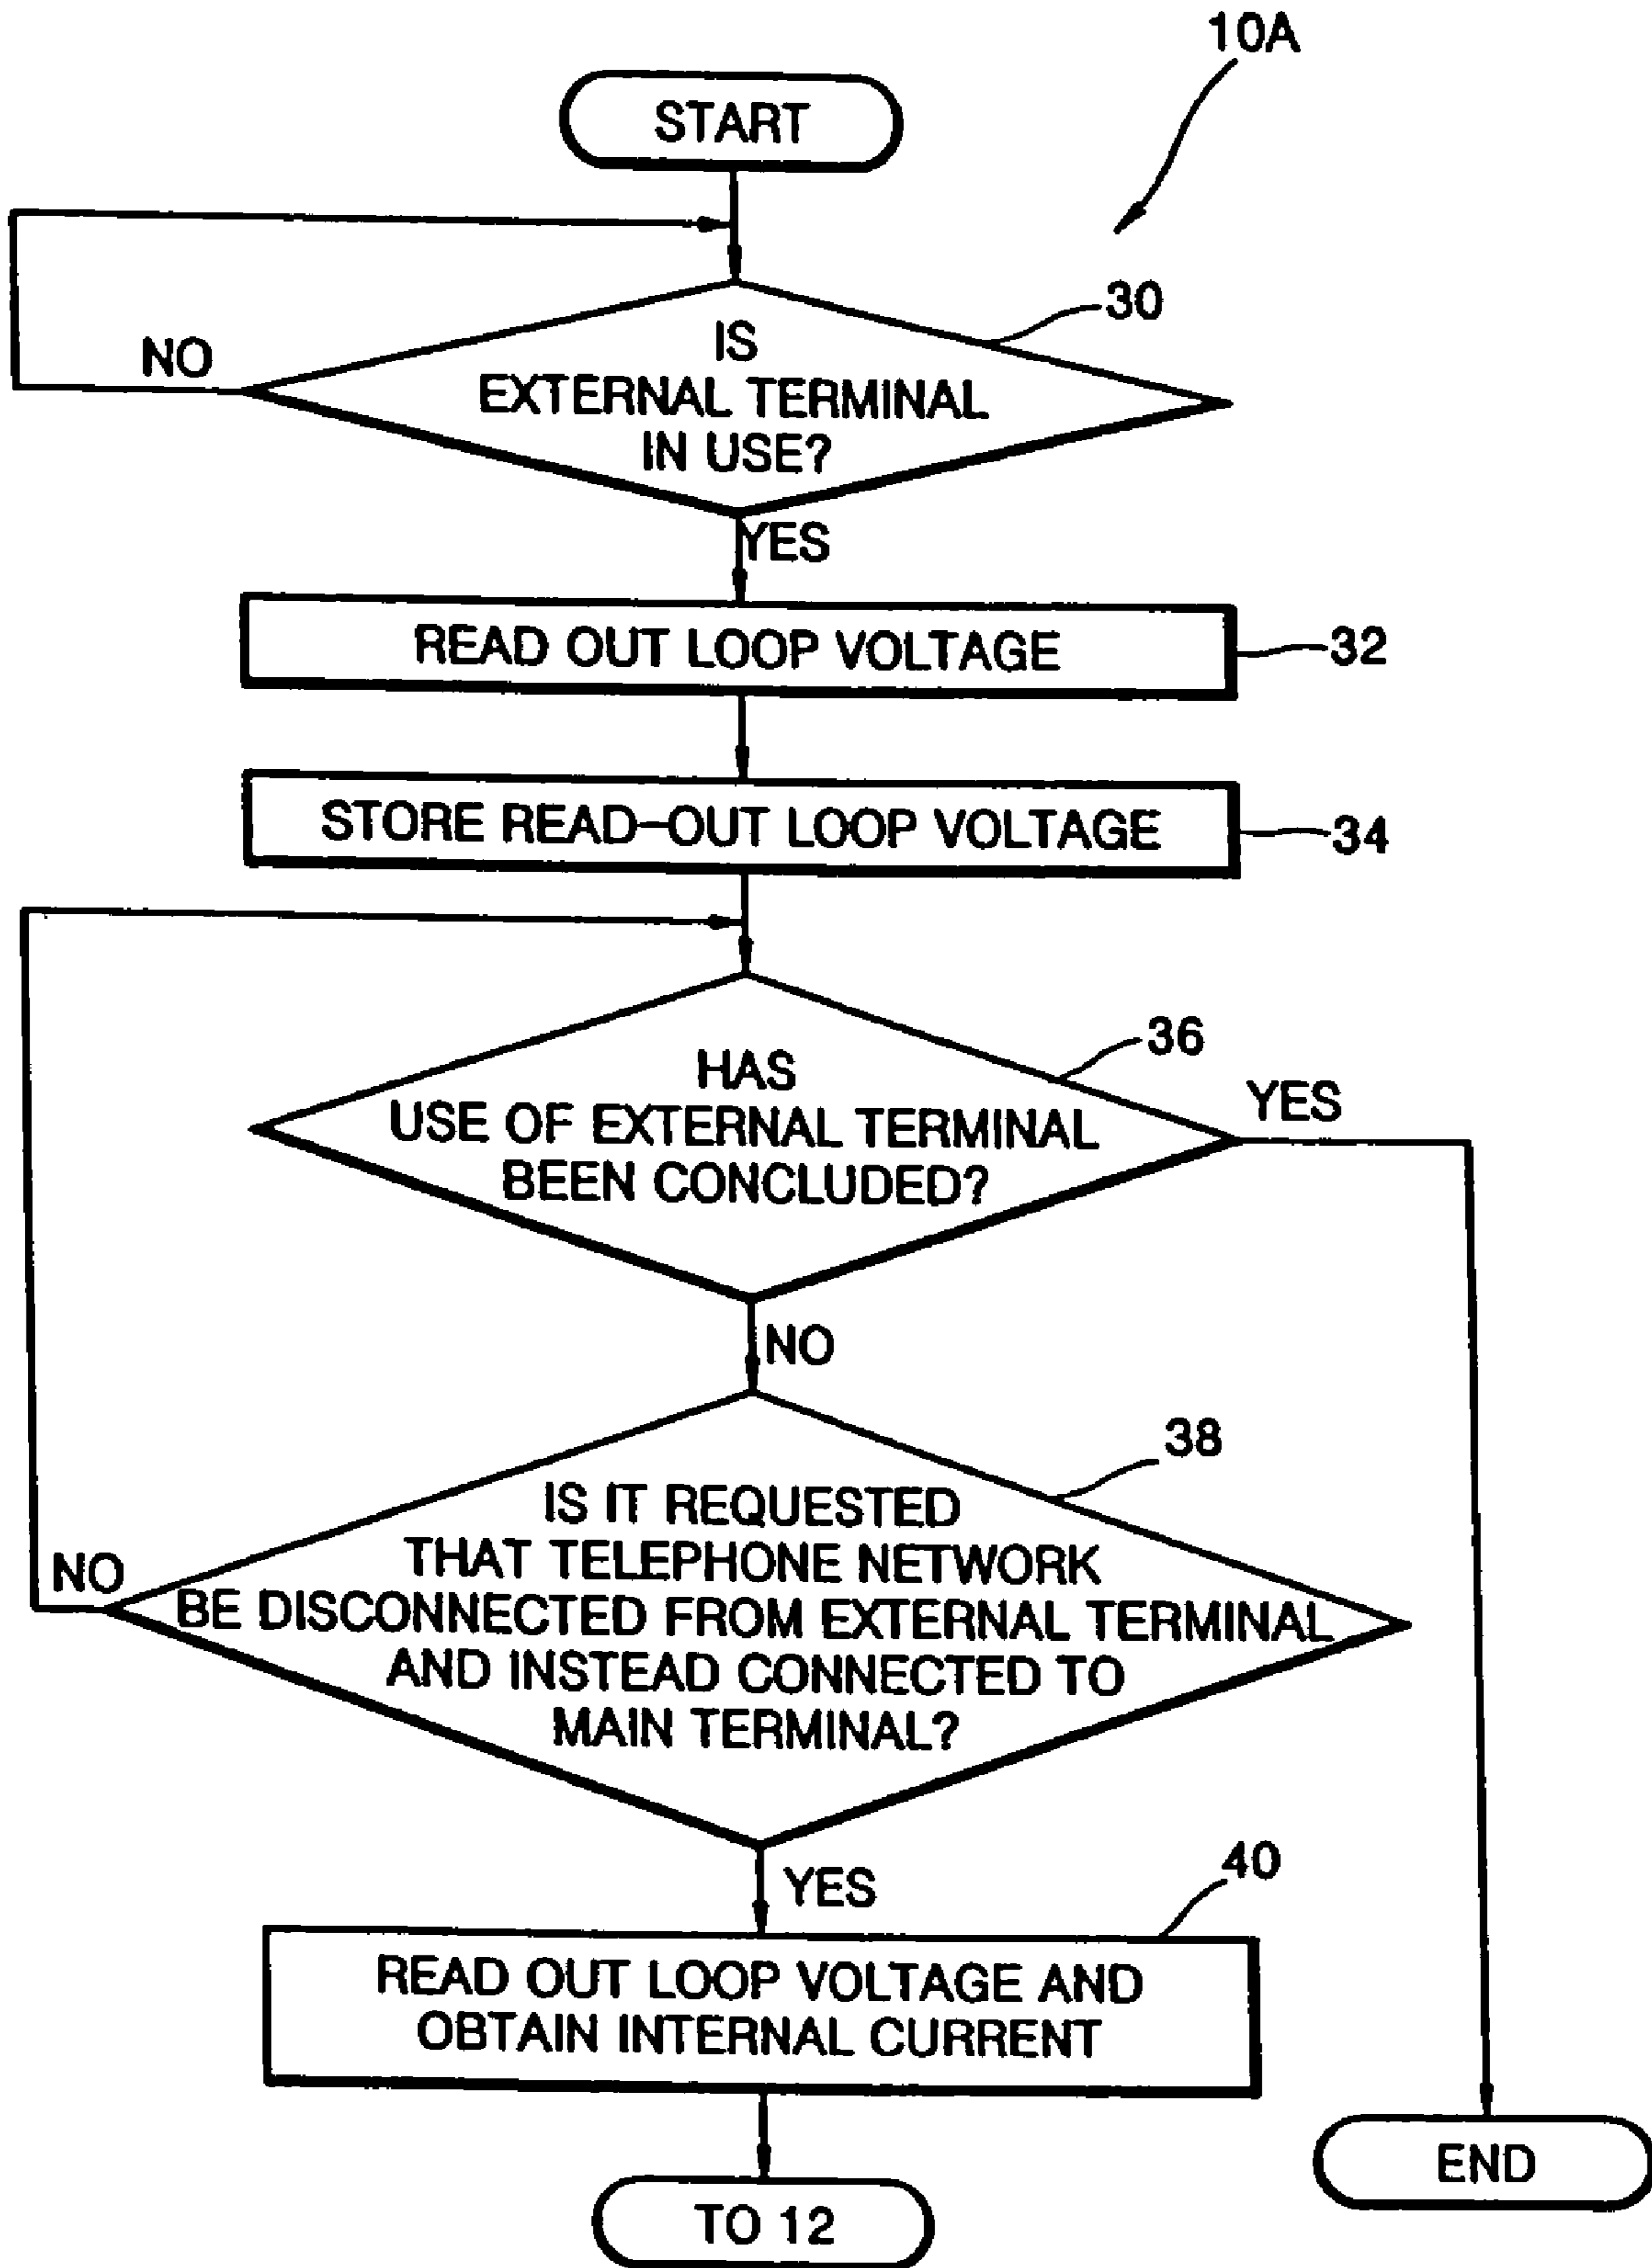 10A
START
30
NO
IS
EXTERNAL TERMINAL
IN USE?
YES
READ OUT LOOP VOLTAGE
32
STORE READ-OUT LOOP VOLTAGE
34
36
HAS
USE OF EXTERNAL TERMINAL
BEEN CONCLUDED?
YES
NO
38
IS IT REQUESTED
THAT TELEPHONE NETWORK
NO
BE DISCONNECTED FROM EXTERNAL TERMINAL
AND INSTEAD CONNECTED TO
MAIN TERMINAL?
YES
40
READ OUT LOOP VOLTAGE AND
OBTAIN INTERNAL CURRENT
END
TO 12